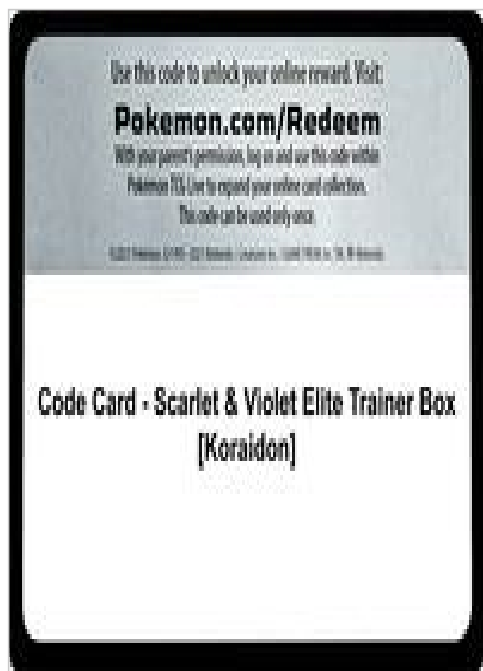 Use this code to unlock your online reward. Visit:
Pokemon.com/Redeem
With your parent's permission, log on and use this code within
Pokémon TCG Live to expand your online card collection.
This code can be used only once.
Code Card - Scarlet & Violet Elite Trainer Box
[Koraidon]